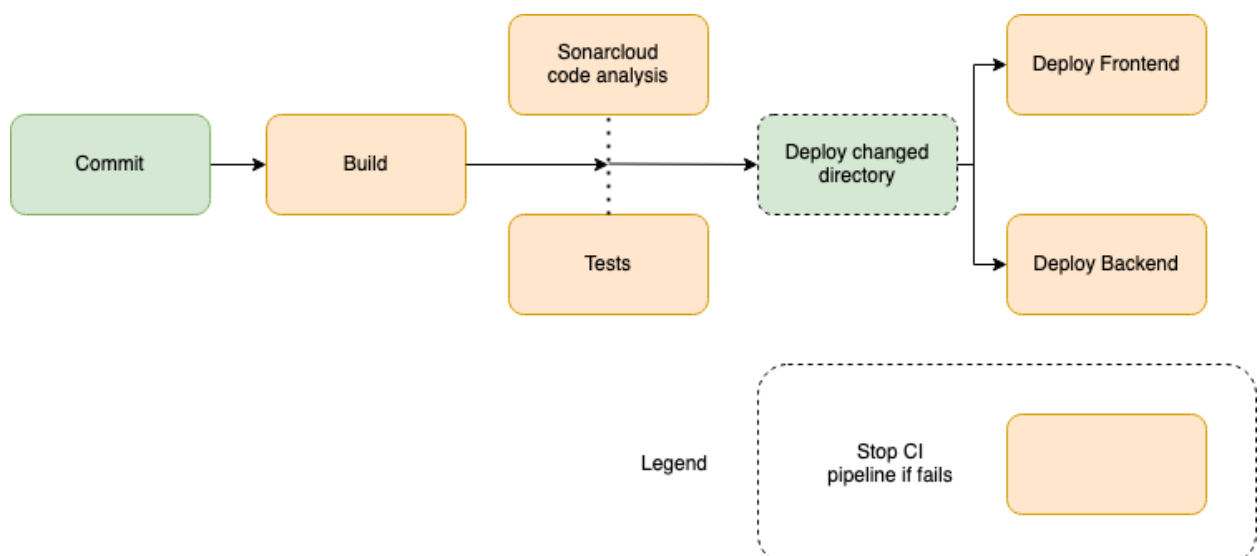 Sonarcloud
code analysis
Deploy Frontend
Commit
Build
Deploy changed
directory
Tests
Deploy Backend
Legend
Stop CI
pipeline if fails